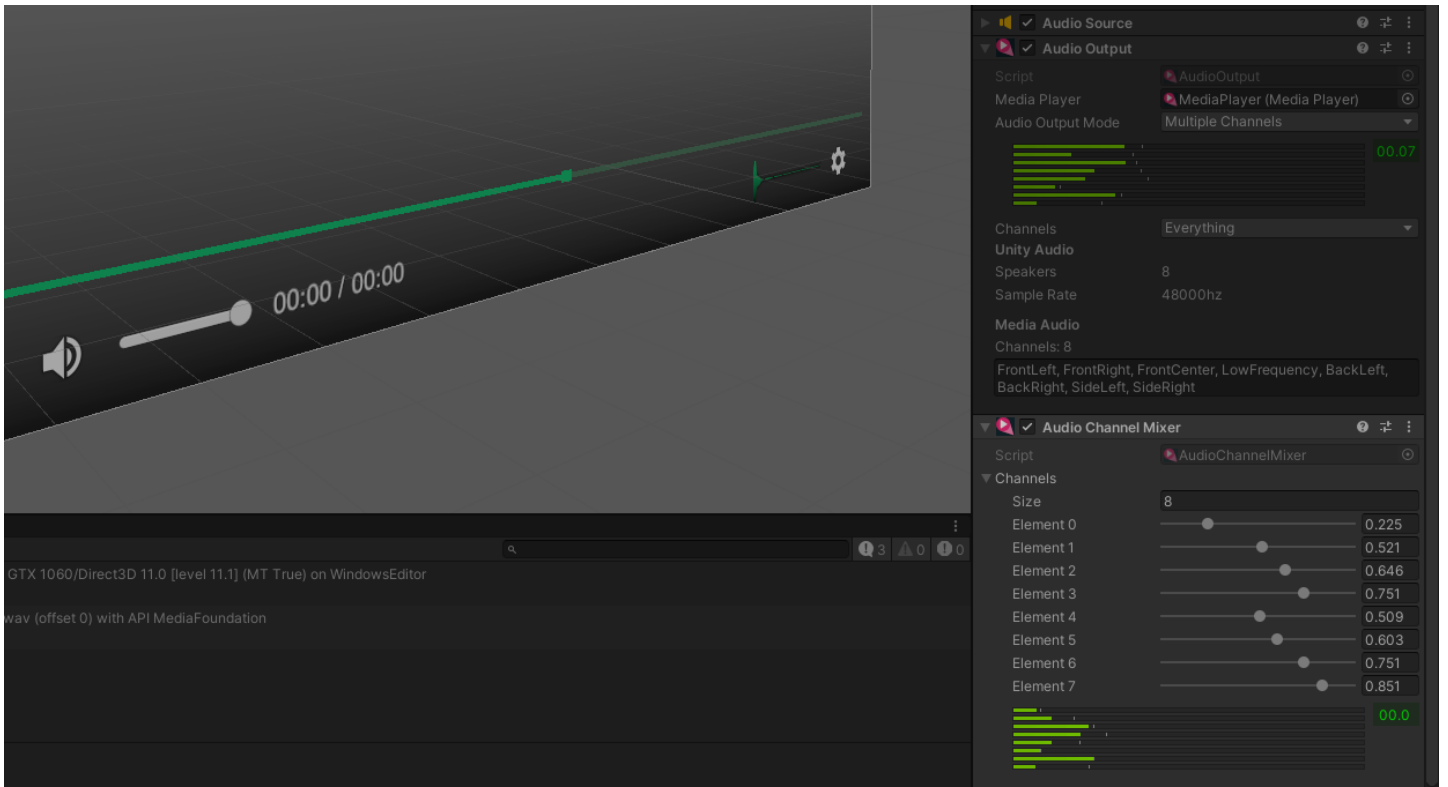 Audio Source
Audio Output
Script AudioOutput
Media Player MediaPlayer (Media Player)
Audio Output Mode Multiple Channels
00.07
Channels Everything
Unity Audio
Speakers 8
Sample Rate 48000hz
Media Audio
Channels: 8
FrontLeft, FrontRight, FrontCenter, LowFrequency, BackLeft,
BackRight, SideLeft, SideRight
Audio Channel Mixer
Script AudioChannelMixer
Channels
Size 8
Element 0 0.225
Element 1 0.521
Element 2 0.646
Element 3 0.751
Element 4 0.509
Element 5 0.603
Element 6 0.751
Element 7 0.851
00.0
00:00 / 00:00
3 0 0
GTX 1060/Direct3D 11.0 [level 11.1] (MT True) on WindowsEditor
wav (offset 0) with API MediaFoundation